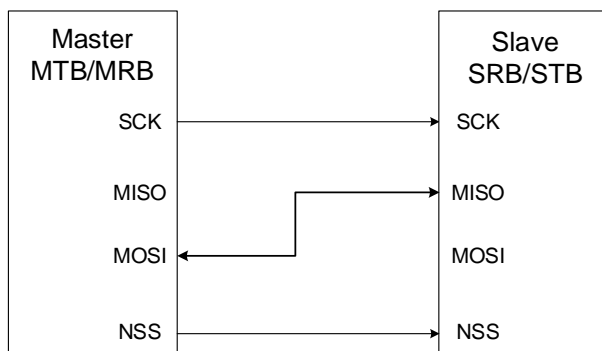 Master
MTB/MRB
SCK
MISO
MOSI
NSS
Slave
SRB/STB
SCK
MISO
MOSI
NSS